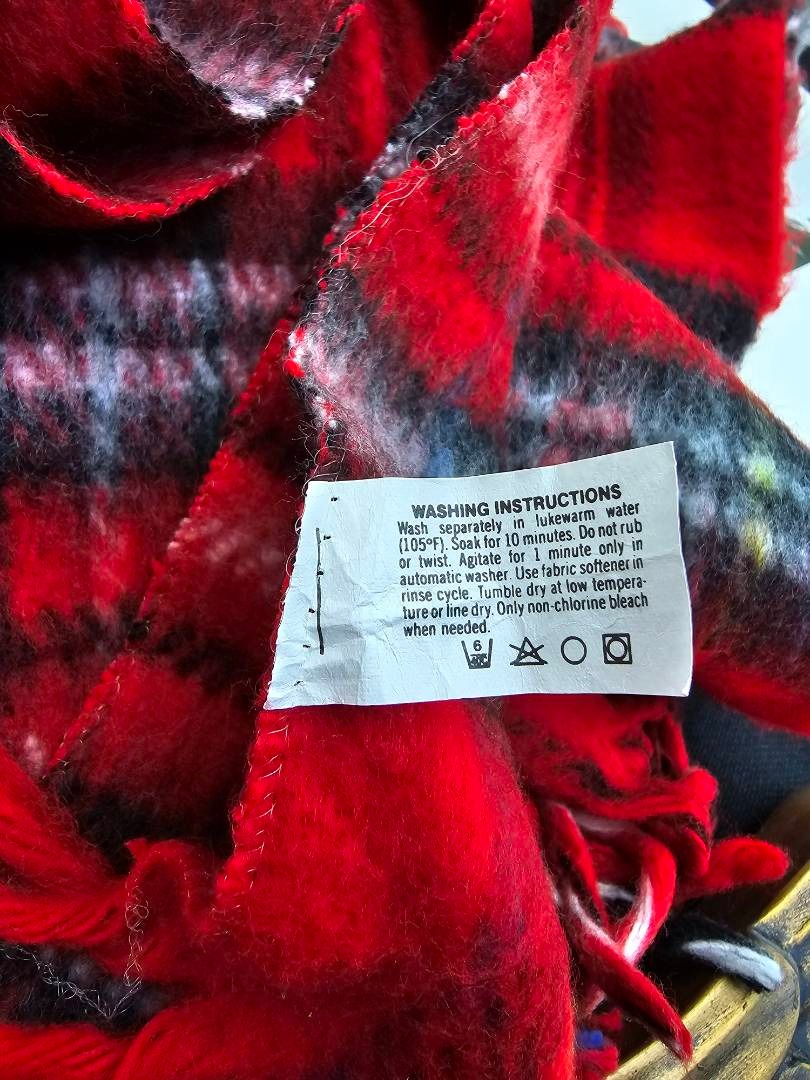 WASHING INSTRUCTIONS
Wash separately in lukewarm water
(105°F). Soak for 10 minutes. Do not rub
or twist. Agitate for 1 minute only in
automatic washer. Use fabric softener in
rinse cycle. Tumble dry at low tempera-
ture or line dry. Only non-chlorine bleach
when needed.
6